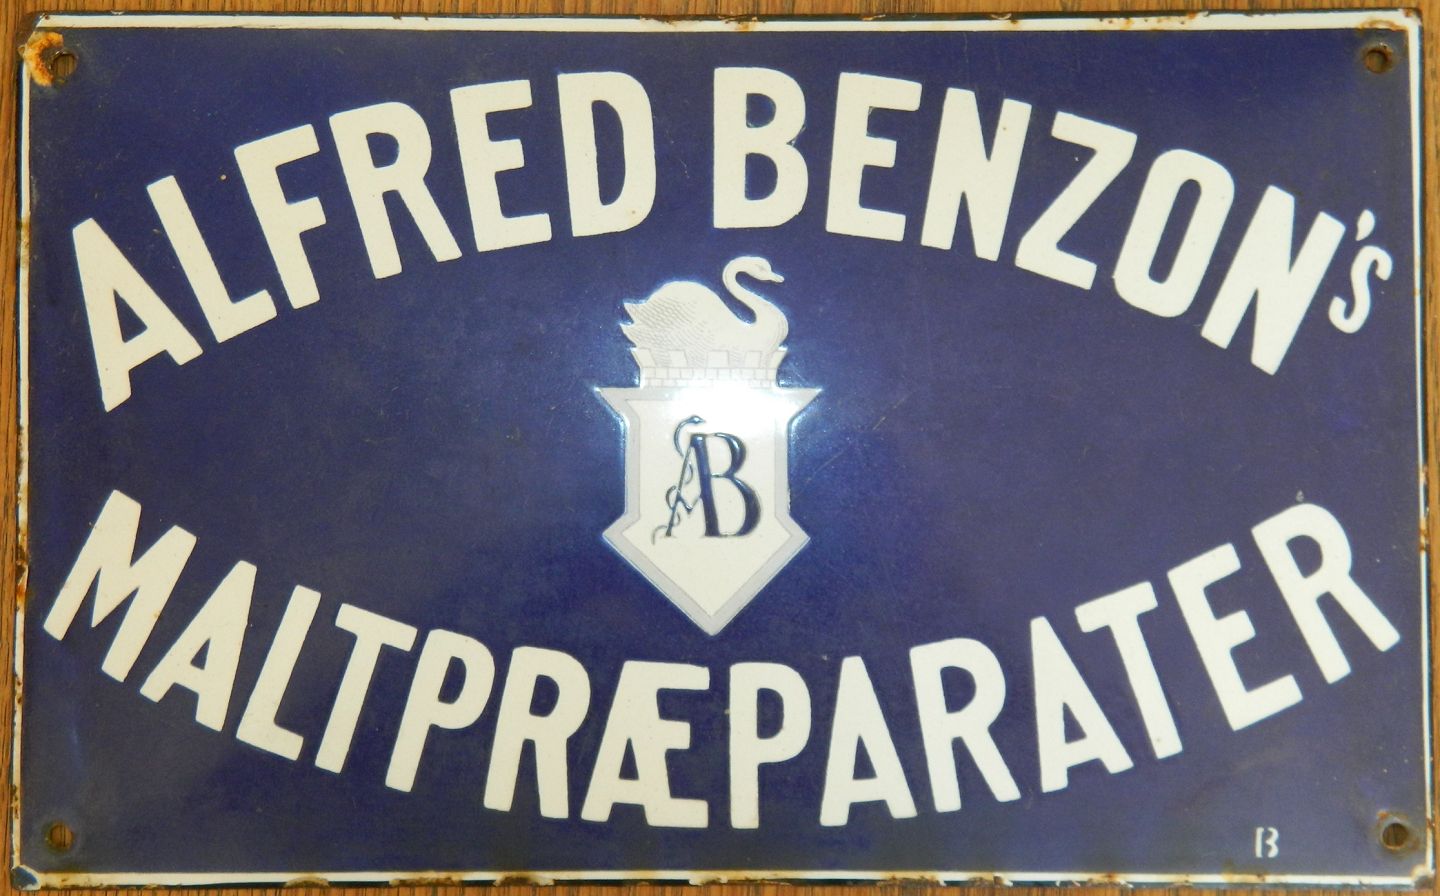 ALFRED BENZON's
AB
MALTPRÆPARATER
B